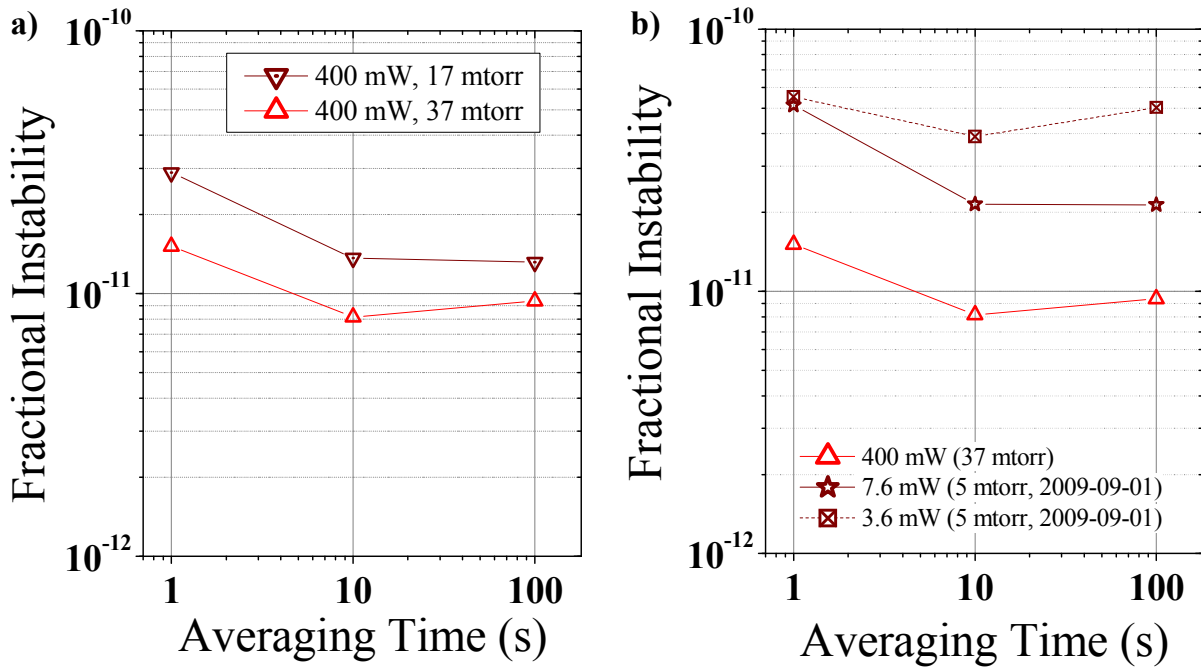 a)
10^-10
10^-11
10^-12
Fractional Instability
400 mW, 17 mtorr
400 mW, 37 mtorr
1 10 100
Averaging Time (s)
b)
10^-10
10^-11
10^-12
Fractional Instability
400 mW (37 mtorr)
7.6 mW (5 mtorr, 2009-09-01)
3.6 mW (5 mtorr, 2009-09-01)
1 10 100
Averaging Time (s)